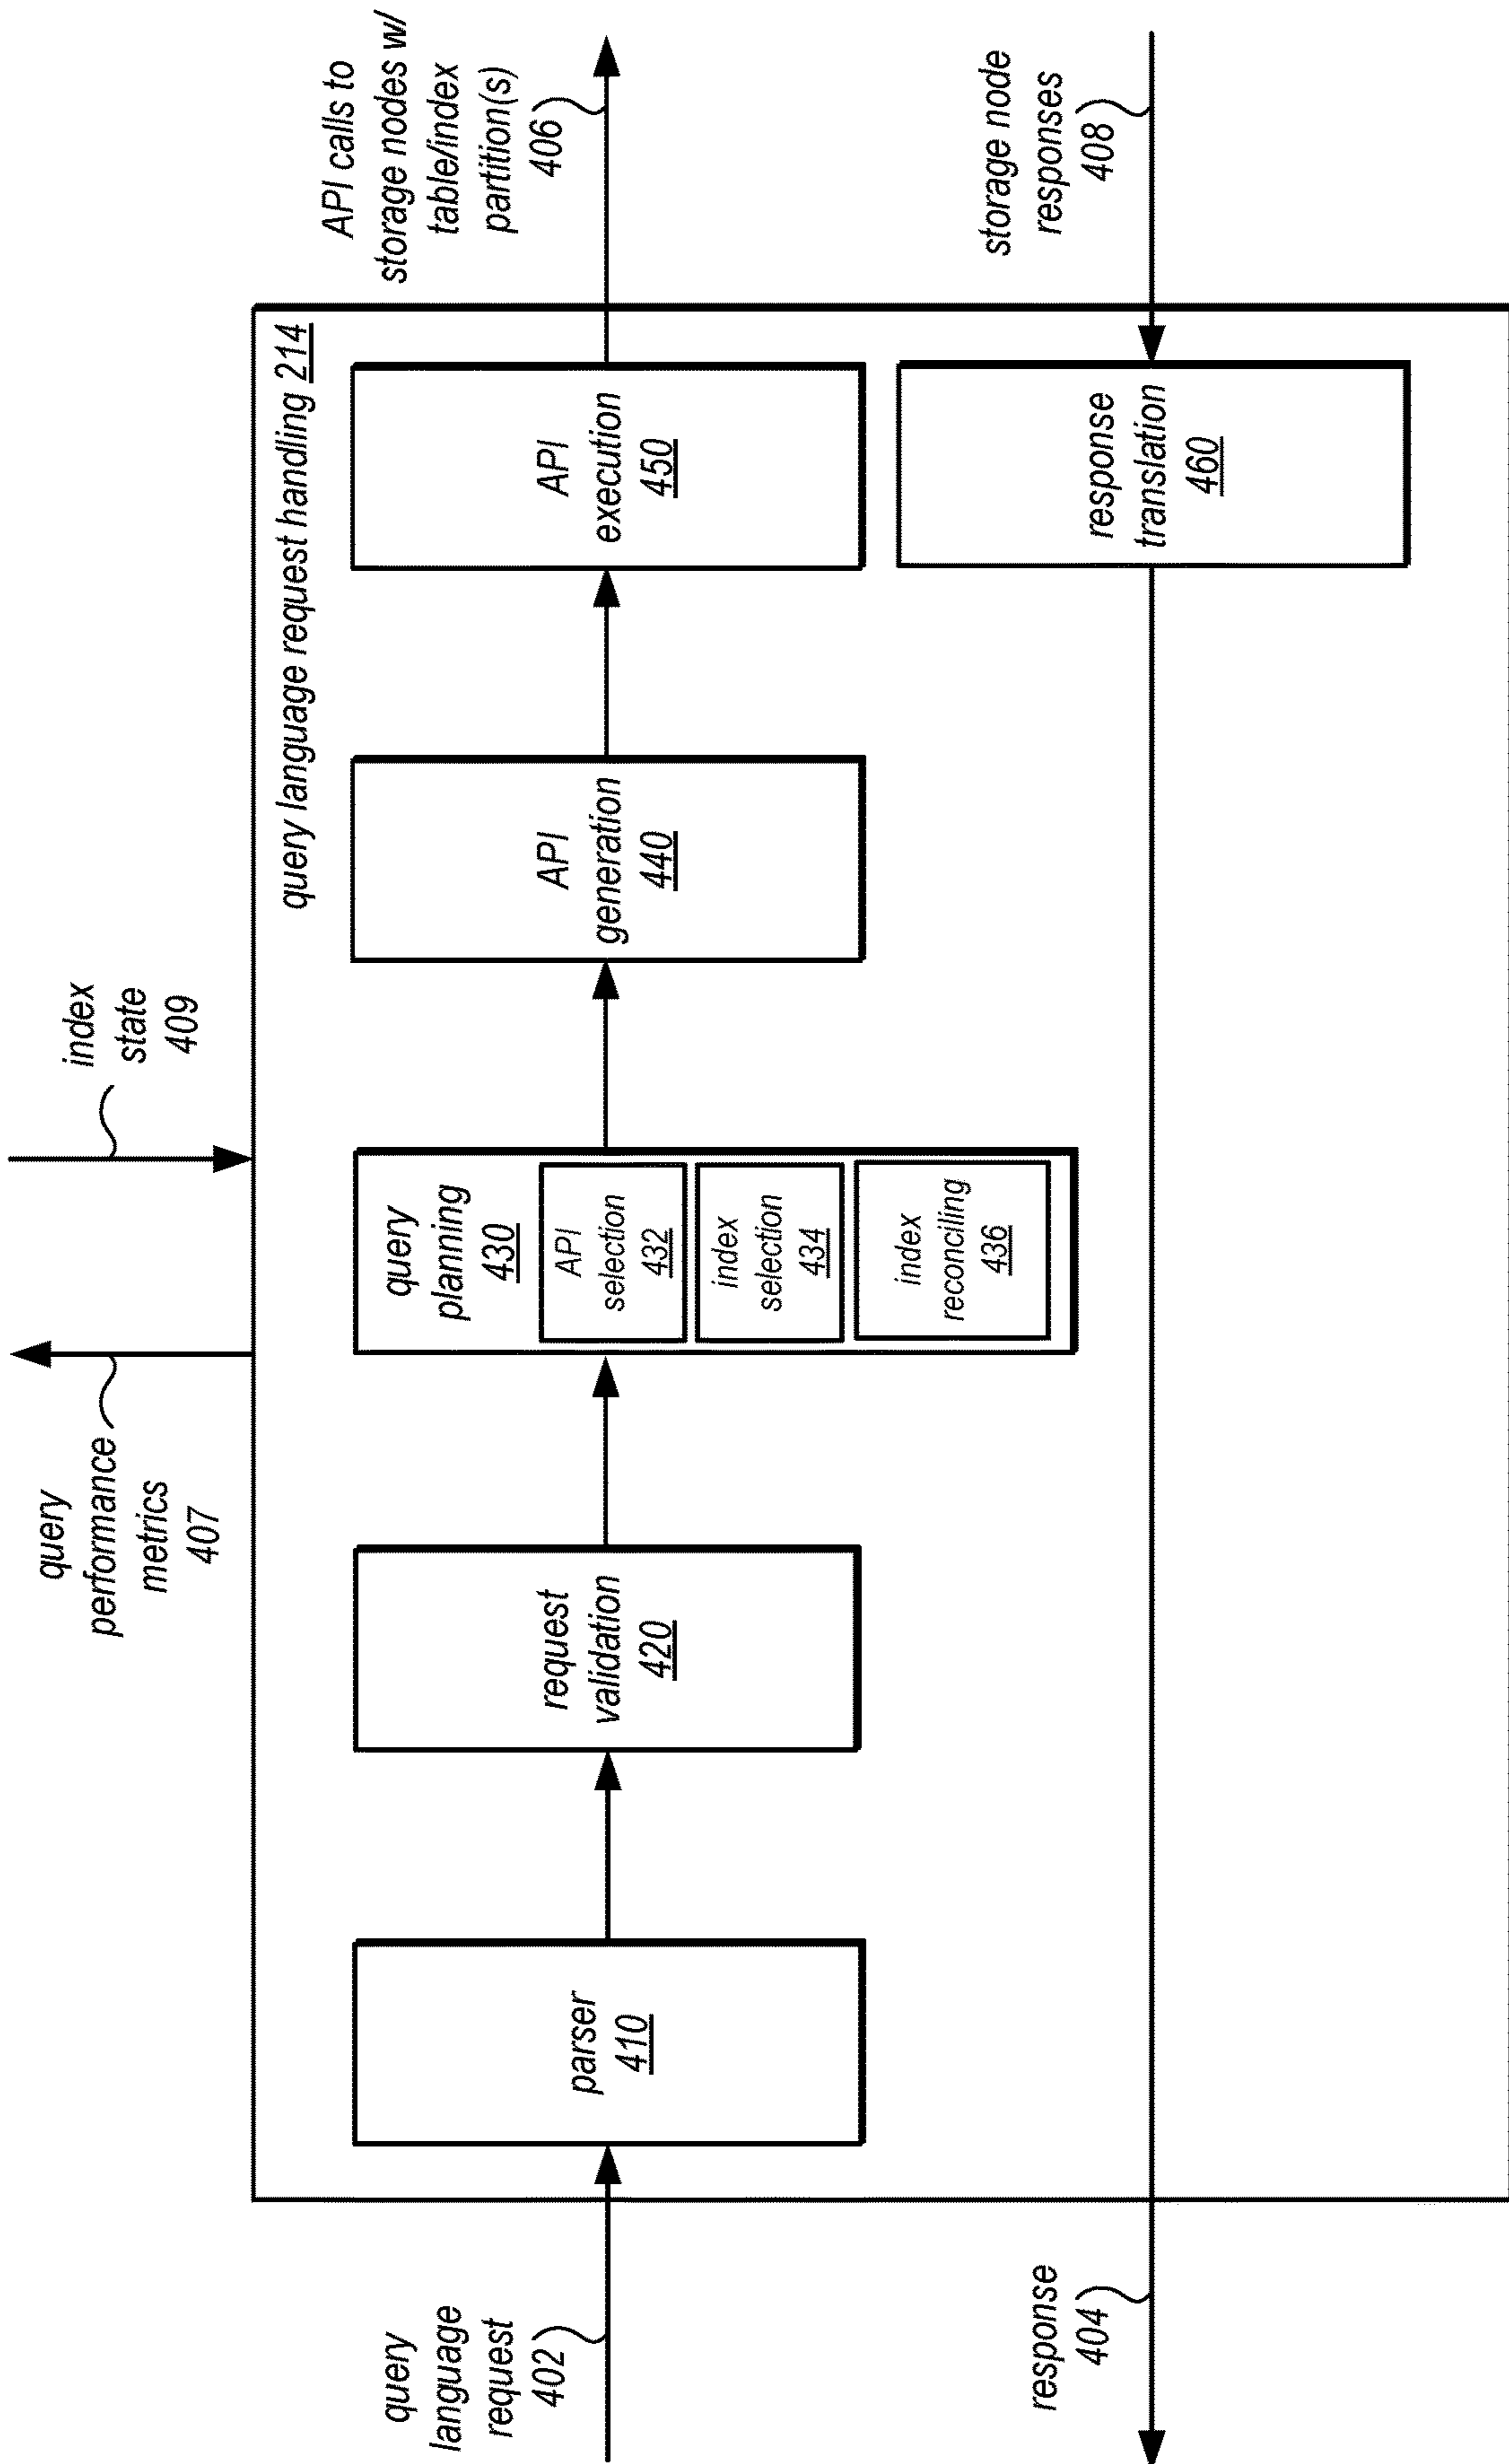 query
performance
metrics
407
index
state
409
query language request handling 214
query
language
request
402
parser
410
request
validation
420
query
planning
430
API
selection
432
index
selection
434
index
reconciling
436
API
generation
440
API
execution
450
API calls to
storage nodes w/
table/index
partition(s)
406
response
translation
460
storage node
responses
408
response
404